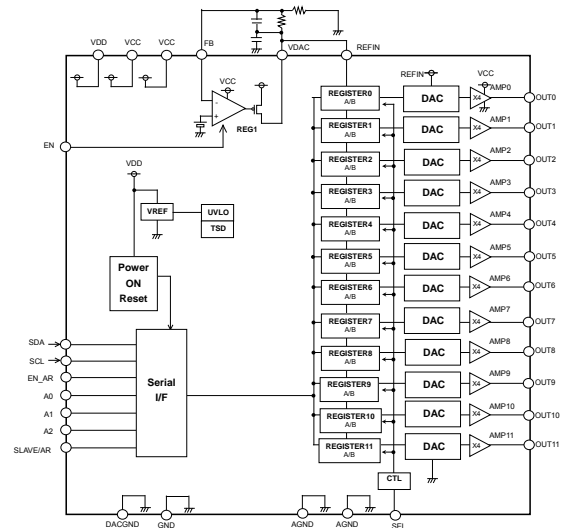 VDD VCC VCC FB VDAC REFIN
VCC
-
+
REG1
EN
VDD
VREF
UVLO
TSD
Power
ON
Reset
SDA
SCL
EN_AR
A0
A1
A2
SLAVE/AR
Serial
I/F
REFIN VCC
REGISTER0
A/B
DAC
X4
AMP0
OUT0
REGISTER1
A/B
DAC
X4
AMP1
OUT1
REGISTER2
A/B
DAC
X4
AMP2
OUT2
REGISTER3
A/B
DAC
X4
AMP3
OUT3
REGISTER4
A/B
DAC
X4
AMP4
OUT4
REGISTER5
A/B
DAC
X4
AMP5
OUT5
REGISTER6
A/B
DAC
X4
AMP6
OUT6
REGISTER7
A/B
DAC
X4
AMP7
OUT7
REGISTER8
A/B
DAC
X4
AMP8
OUT8
REGISTER9
A/B
DAC
X4
AMP9
OUT9
REGISTER10
A/B
DAC
X4
AMP10
OUT10
REGISTER11
A/B
DAC
X4
AMP11
OUT11
CTL
DACGND GND AGND AGND SEL